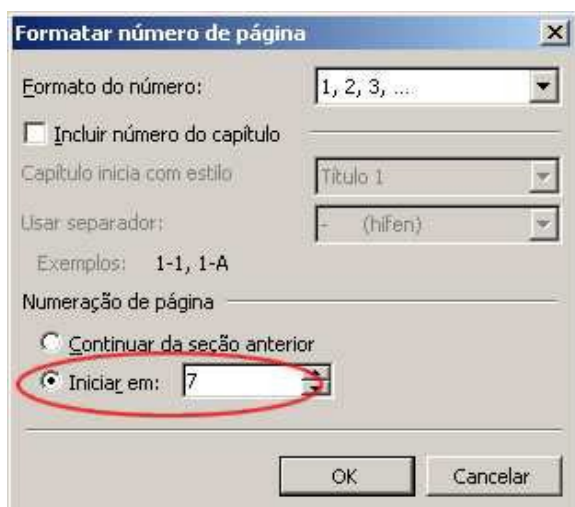 Formatar número de página
Formato do número: 1, 2, 3, ...
Incluir número do capítulo
Capítulo inicia com estilo Título 1
Usar separador: - (hífen)
Exemplos: 1-1, 1-A
Numeração de página
Continuar da seção anterior
Iniciar em: 7
OK Cancelar